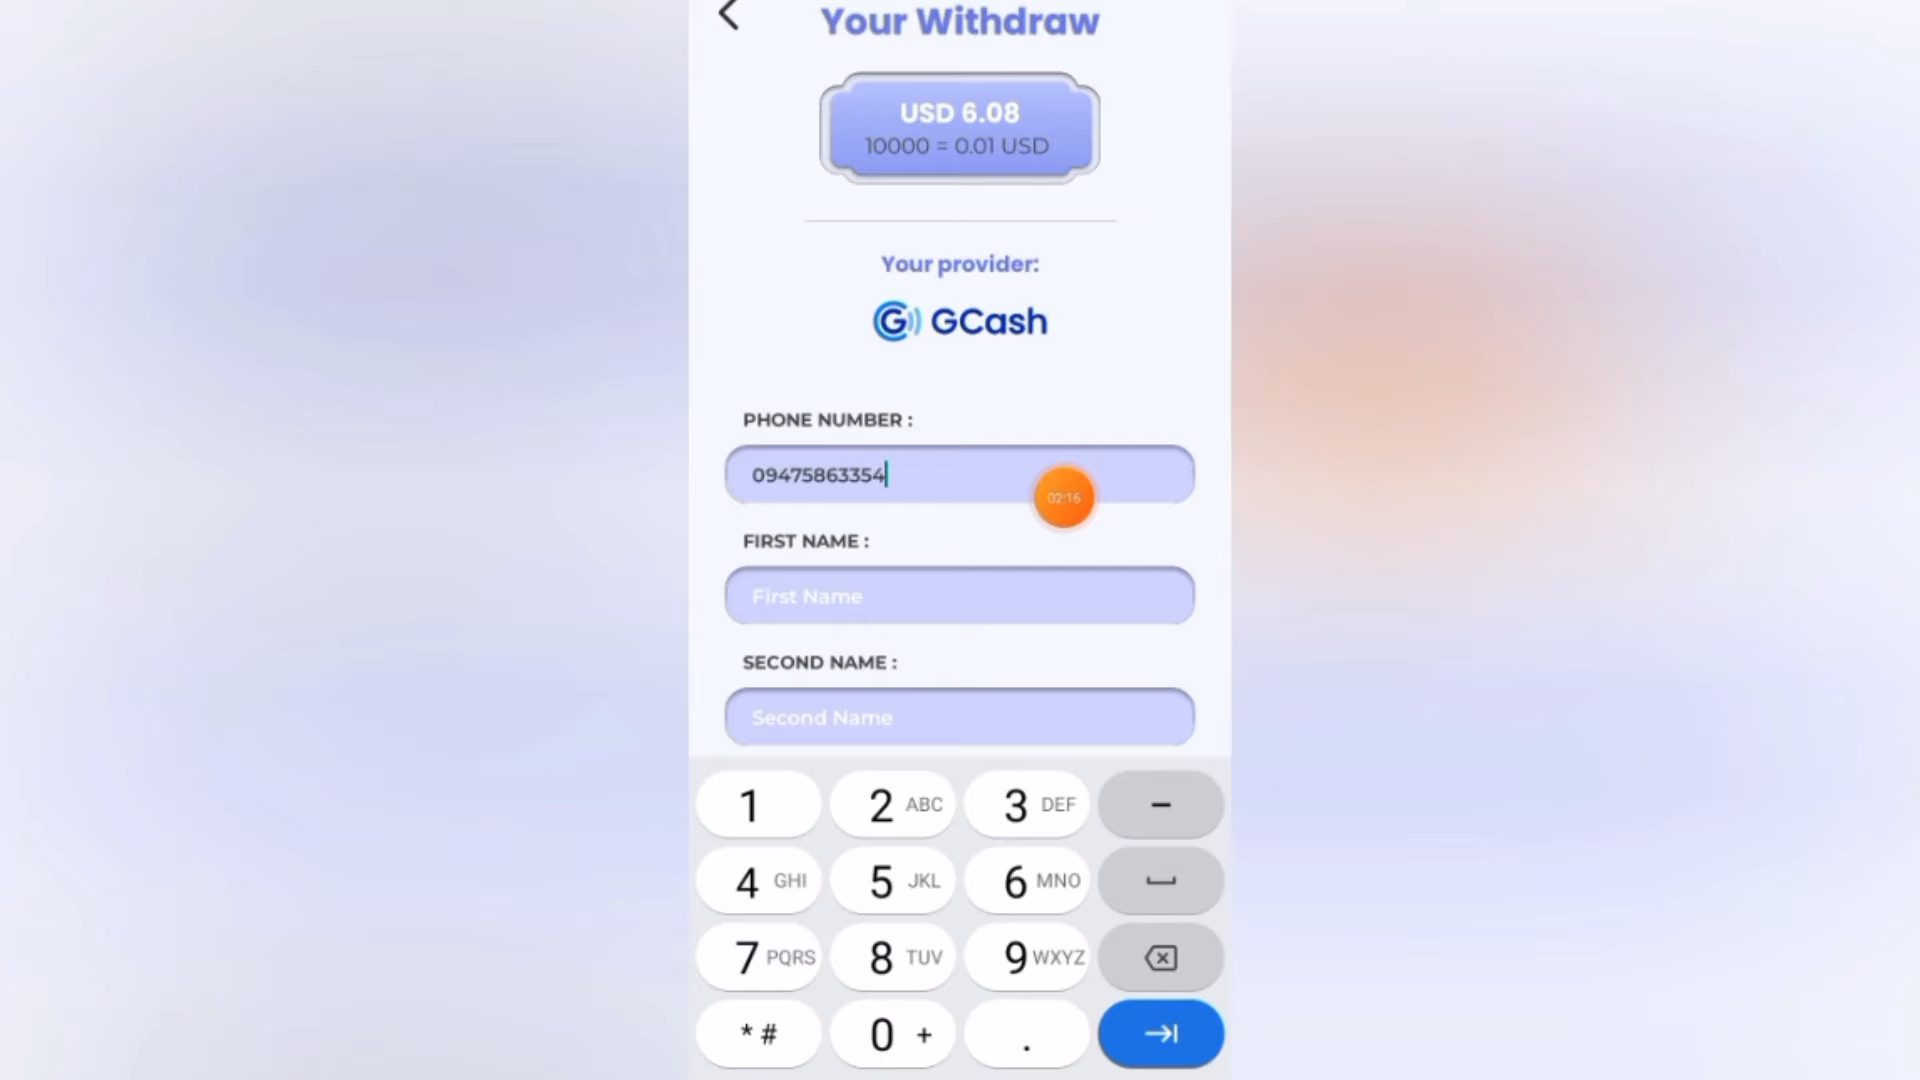 Your Withdraw
USD 6.08
10000 = 0.01 USD
Your provider:
G GCash
PHONE NUMBER :
09475863354
02:16
FIRST NAME :
First Name
SECOND NAME :
Second Name
1 2 ABC 3 DEF –
4 GHI 5 JKL 6 MNO
7 PQRS 8 TUV 9 WXYZ
* # 0 + .